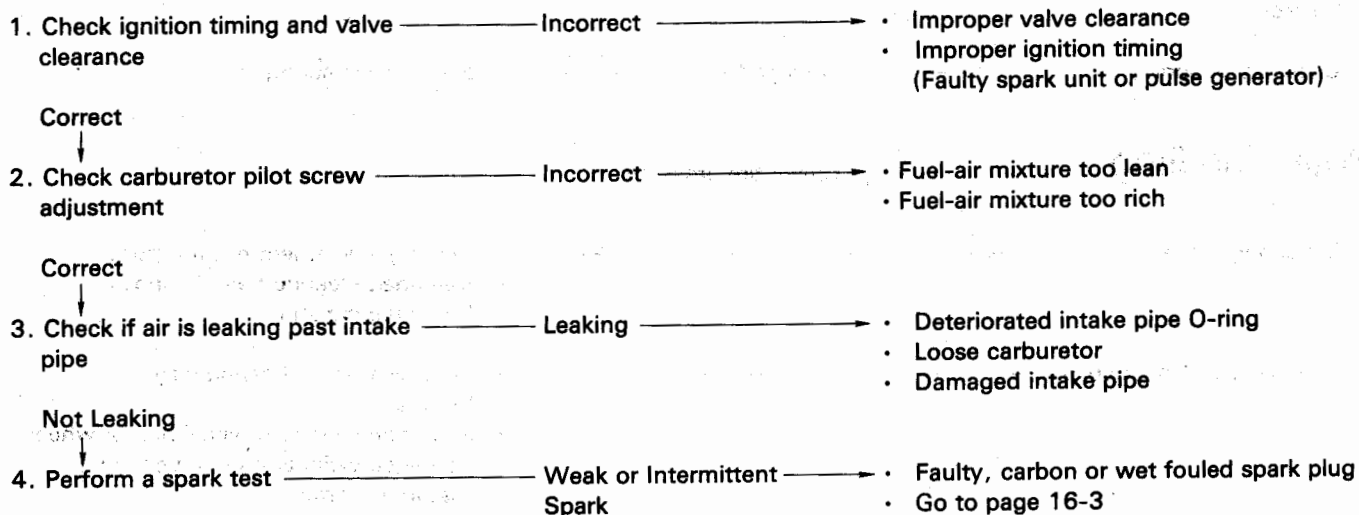 1. Check ignition timing and valve clearance
Incorrect
· Improper valve clearance
· Improper ignition timing
(Faulty spark unit or pulse generator)
Correct
2. Check carburetor pilot screw adjustment
Incorrect
· Fuel-air mixture too lean
· Fuel-air mixture too rich
Correct
3. Check if air is leaking past intake pipe
Leaking
· Deteriorated intake pipe O-ring
· Loose carburetor
· Damaged intake pipe
Not Leaking
4. Perform a spark test
Weak or Intermittent Spark
· Faulty, carbon or wet fouled spark plug
· Go to page 16-3